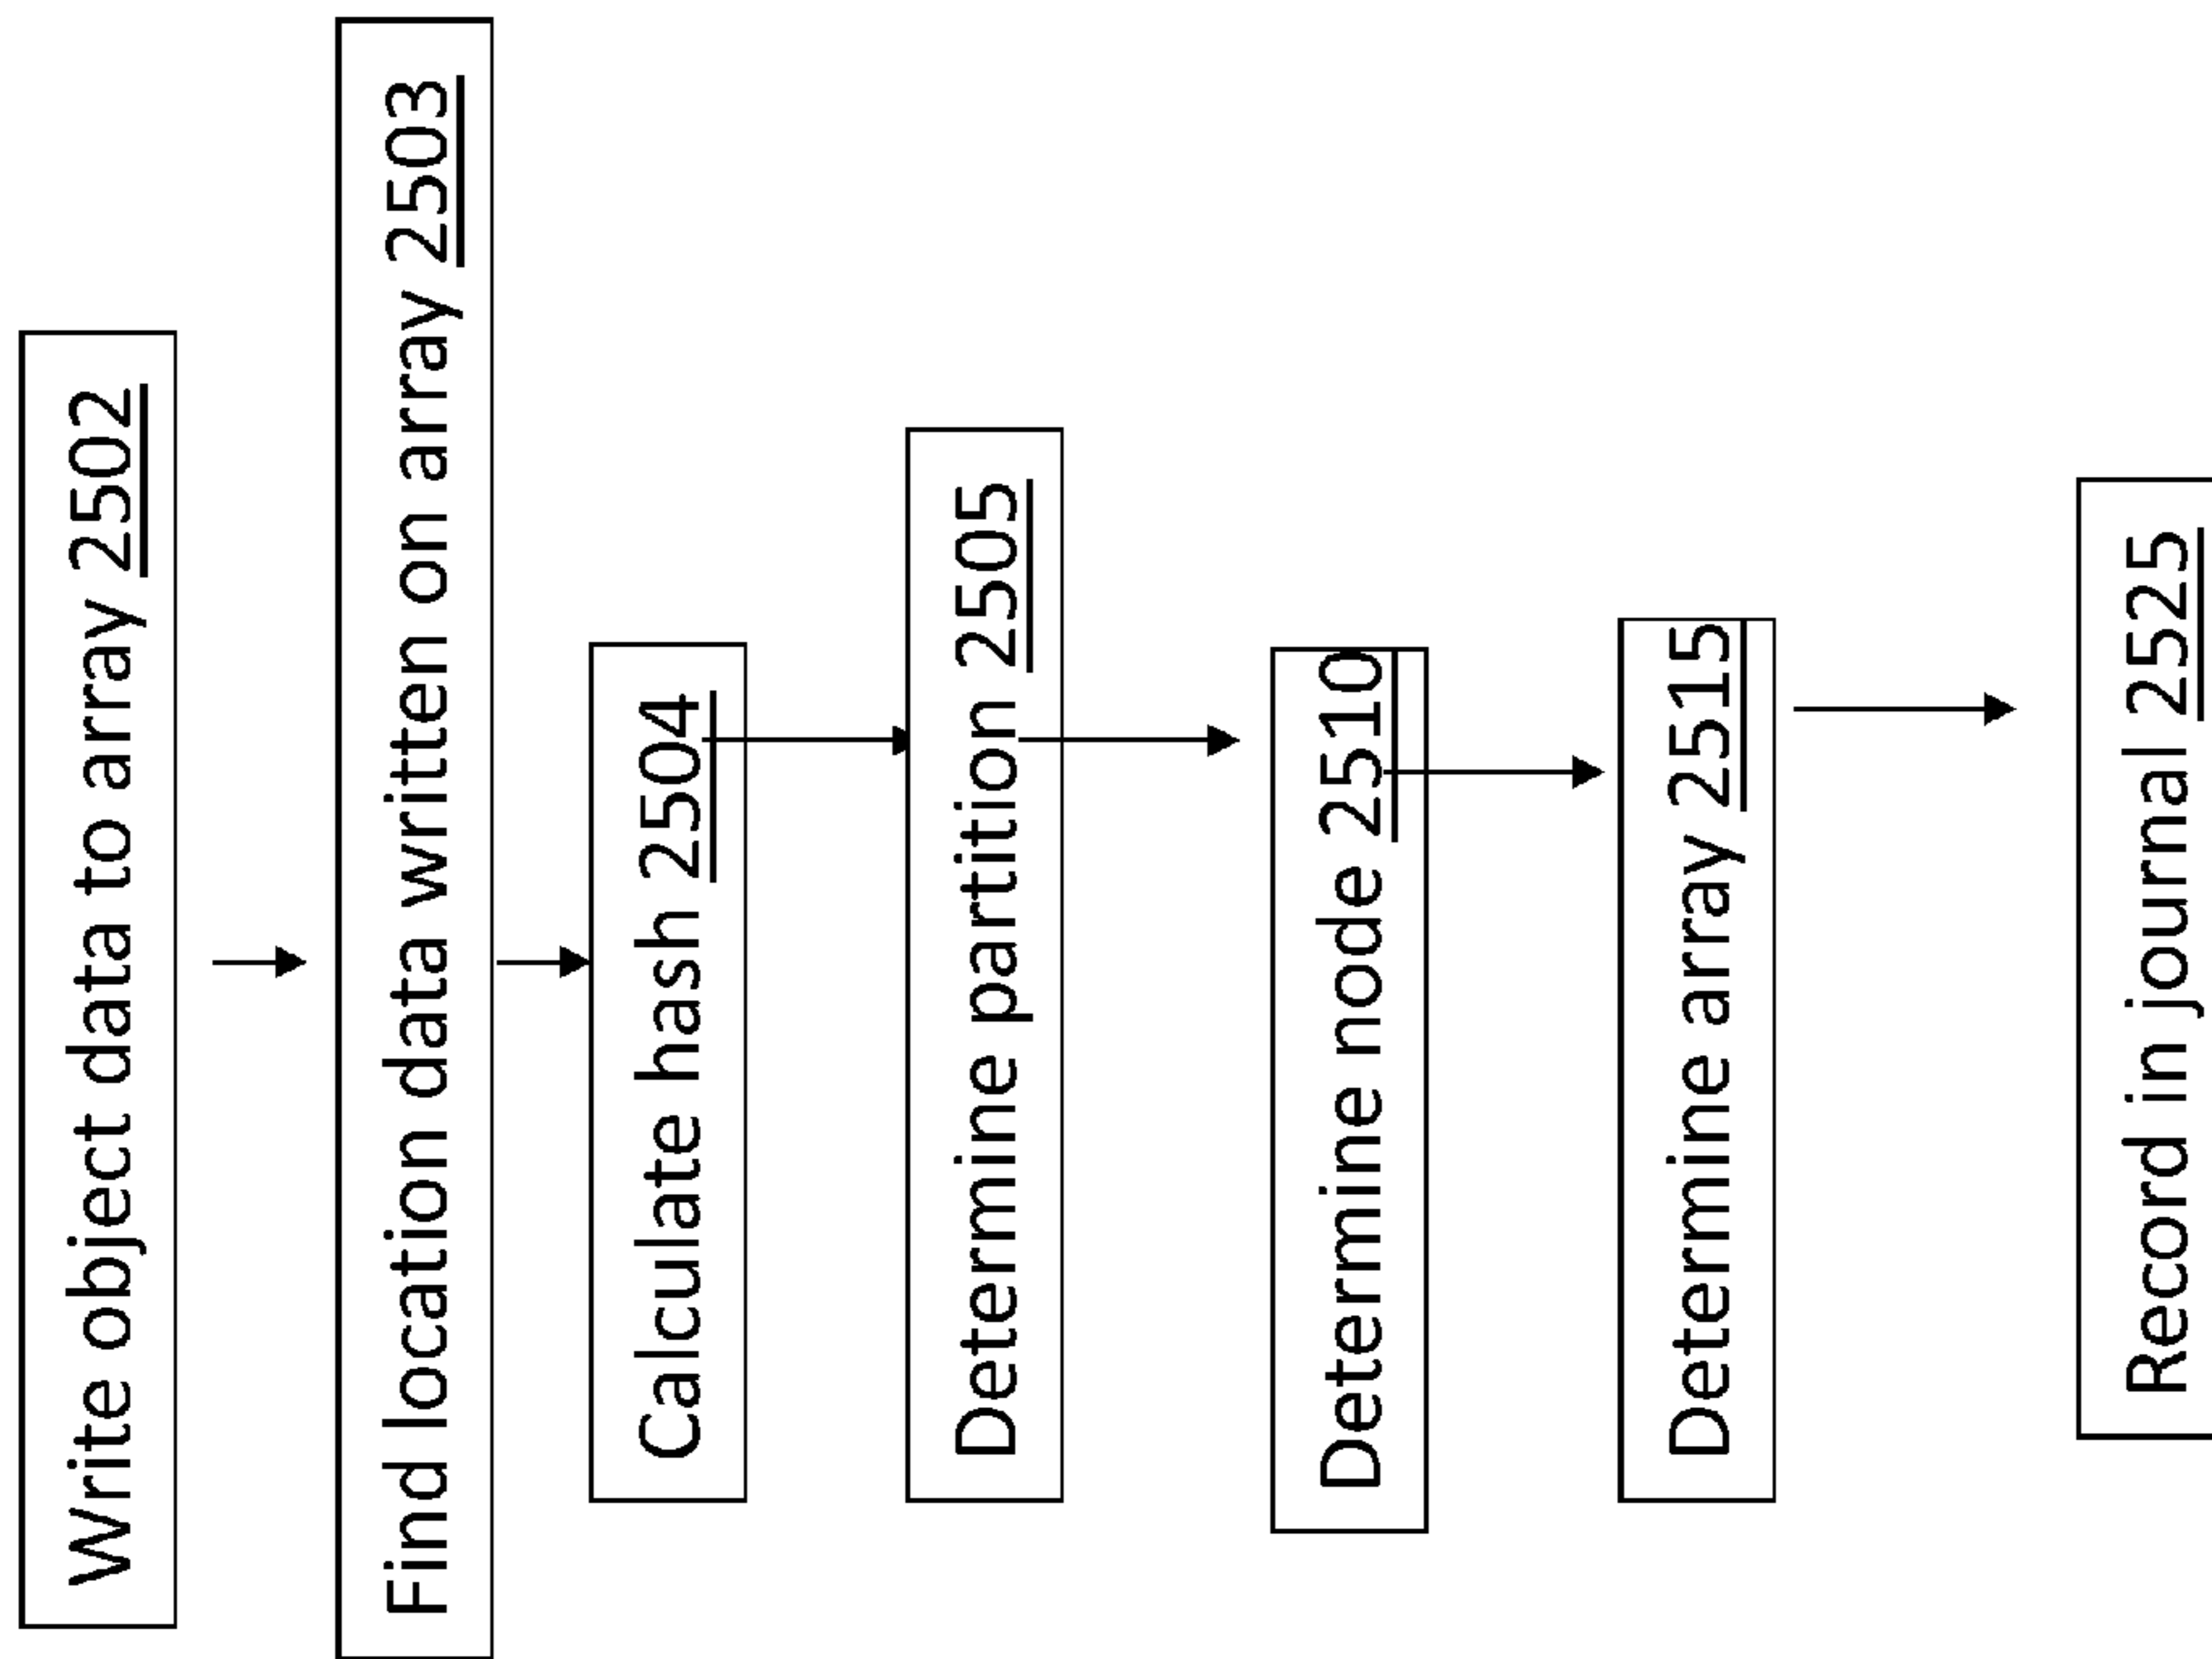 Write object data to array 2502
Find location data written on array 2503
Calculate hash 2504
Determine partition 2505
Determine node 2510
Determine array 2515
Record in journal 2525